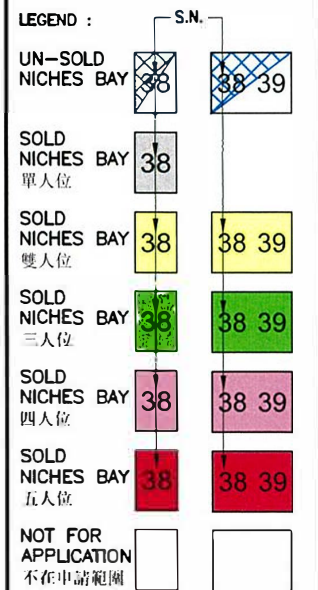 LEGEND :
S.N.
UN-SOLD
NICHES BAY
38
38 39
SOLD
NICHES BAY
單人位
38
SOLD
NICHES BAY
雙人位
38
38 39
SOLD
NICHES BAY
三人位
38
38 39
SOLD
NICHES BAY
四人位
38
38 39
SOLD
NICHES BAY
五人位
38
38 39
NOT FOR
APPLICATION
不在申請範圍